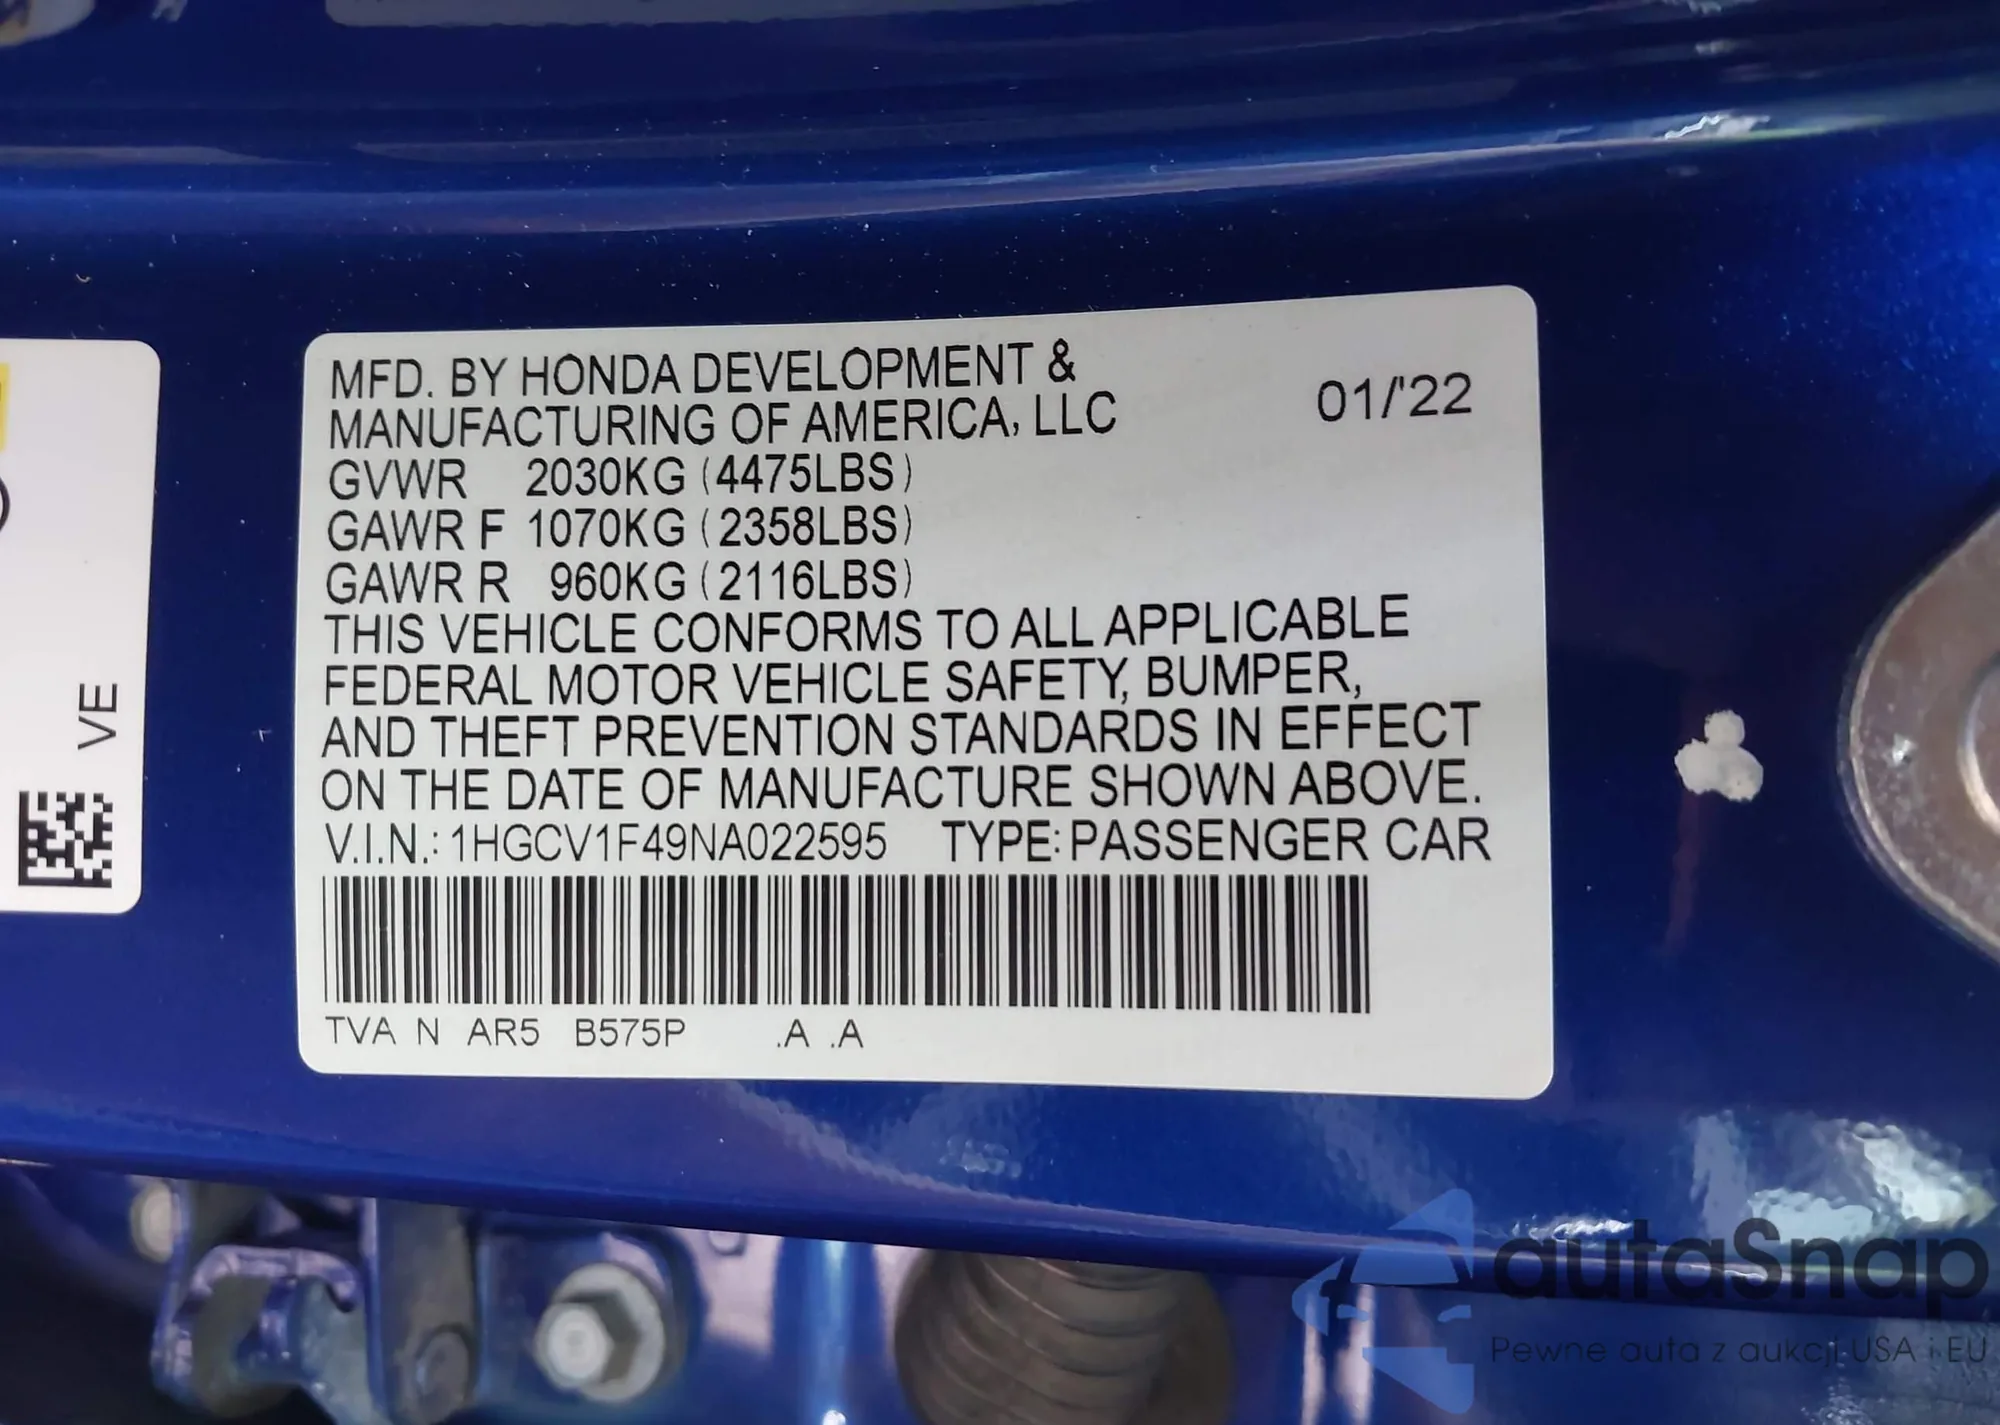 MFD. BY HONDA DEVELOPMENT &
MANUFACTURING OF AMERICA, LLC
01/'22
GVWR 2030KG (4475LBS)
GAWR F 1070KG (2358LBS)
GAWR R 960KG (2116LBS)
THIS VEHICLE CONFORMS TO ALL APPLICABLE
FEDERAL MOTOR VEHICLE SAFETY, BUMPER,
AND THEFT PREVENTION STANDARDS IN EFFECT
ON THE DATE OF MANUFACTURE SHOWN ABOVE.
V.I.N.: 1HGCV1F49NA022595 TYPE: PASSENGER CAR
TVA N AR5 B575P .A .A
VE
autaSnap
Pewne auta z aukcji USA i EU